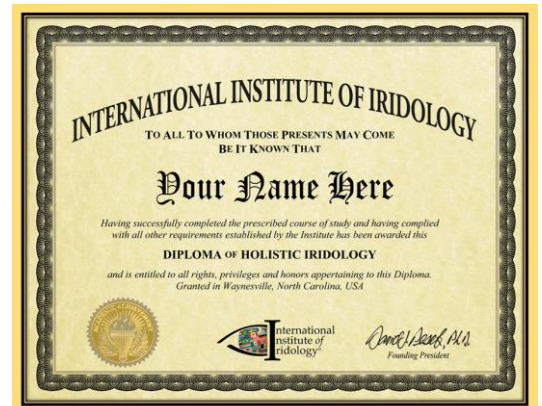 INTERNATIONAL INSTITUTE OF IRIDOLOGY
TO ALL TO WHOM THOSE PRESENTS MAY COME
BE IT KNOWN THAT
Your Name Here
Having successfully completed the prescribed course of study and having complied
with all other requirements established by the Institute has been awarded this
DIPLOMA OF HOLISTIC IRIDOLOGY
and is entitled to all rights, privileges and honors appertaining to this Diploma.
Granted in Waynesville, North Carolina, USA
International
Institute of
Iridology®
Founding President